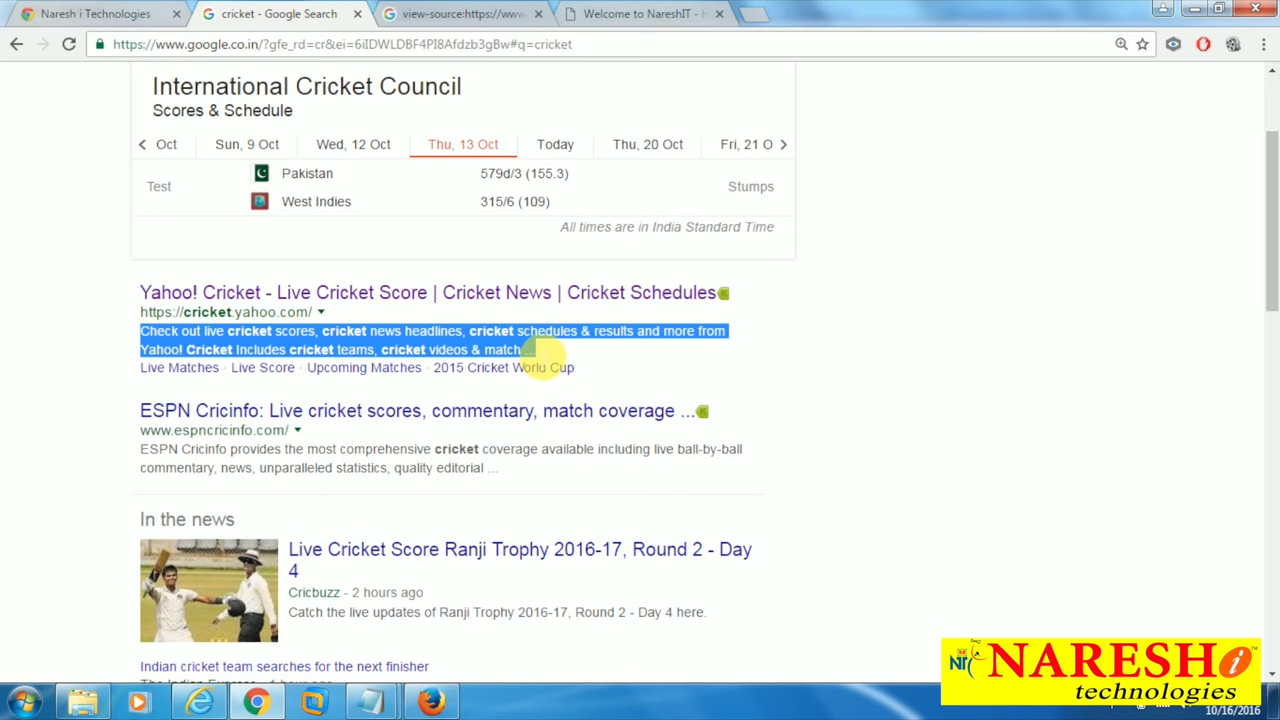 Naresh i Technologies
cricket - Google Search
view-source:https://www
Welcome to NareshIT - H
https://www.google.co.in/?gfe_rd=cr&ei=6iIDWLDBF4PI8Afdzb3gBw#q=cricket
International Cricket Council
Scores & Schedule
Oct Sun, 9 Oct Wed, 12 Oct Thu, 13 Oct Today Thu, 20 Oct Fri, 21 O
Test
Pakistan 579d/3 (155.3)
West Indies 315/6 (109)
Stumps
All times are in India Standard Time
Yahoo! Cricket - Live Cricket Score | Cricket News | Cricket Schedules
https://cricket.yahoo.com/
Check out live cricket scores, cricket news headlines, cricket schedules & results and more from
Yahoo! Cricket Includes cricket teams, cricket videos & match ...
Live Matches · Live Score · Upcoming Matches · 2015 Cricket World Cup
ESPN Cricinfo: Live cricket scores, commentary, match coverage ...
www.espncricinfo.com/
ESPN Cricinfo provides the most comprehensive cricket coverage available including live ball-by-ball
commentary, news, unparalleled statistics, quality editorial ...
In the news
Live Cricket Score Ranji Trophy 2016-17, Round 2 - Day
4
Cricbuzz - 2 hours ago
Catch the live updates of Ranji Trophy 2016-17, Round 2 - Day 4 here.
Indian cricket team searches for the next finisher
NARESH i
technologies
10/16/2016